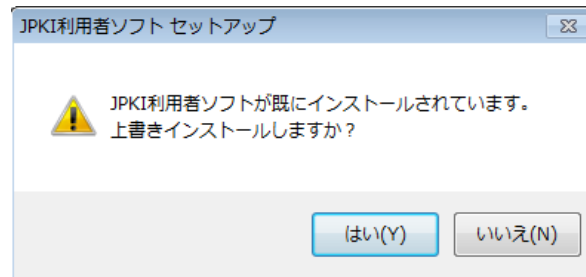 JPKI利用者ソフト セットアップ
JPKI利用者ソフトが既にインストールされています。
上書きインストールしますか？
はい(Y)
いいえ(N)